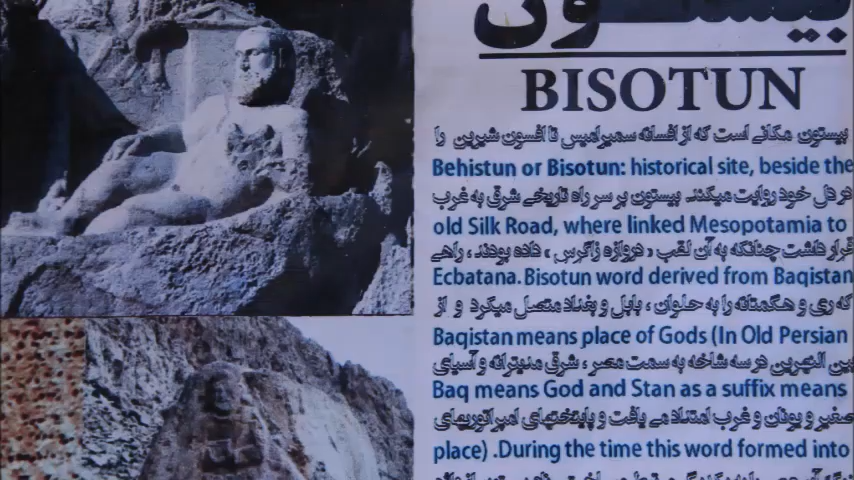 بیستون
BISOTUN
بیستون مکانی است که از افسانه سمیرامیس تا افسون شیرین را
Behistun or Bisotun: historical site, beside the
در دل خود روایت میکند. بیستون بر سر راه تاریخی شرق به غرب
old Silk Road, where linked Mesopotamia to
قرار داشت چنانکه به آن لقب « دروازه زاگرس » داده بودند ، راهی
Ecbatana. Bisotun word derived from Baqistan
که ری و هگمتانه را به حلوان ، بابل و بغداد متصل میکرد و از
Baqistan means place of Gods (In Old Persian
بین النهرین در سه شاخه به سمت مصر ، شرق مدیترانه و آسیای
Baq means God and Stan as a suffix means
صغیر و یونان و غرب امتداد می یافت و پایتختهای امپراتوریهای
place) .During the time this word formed into